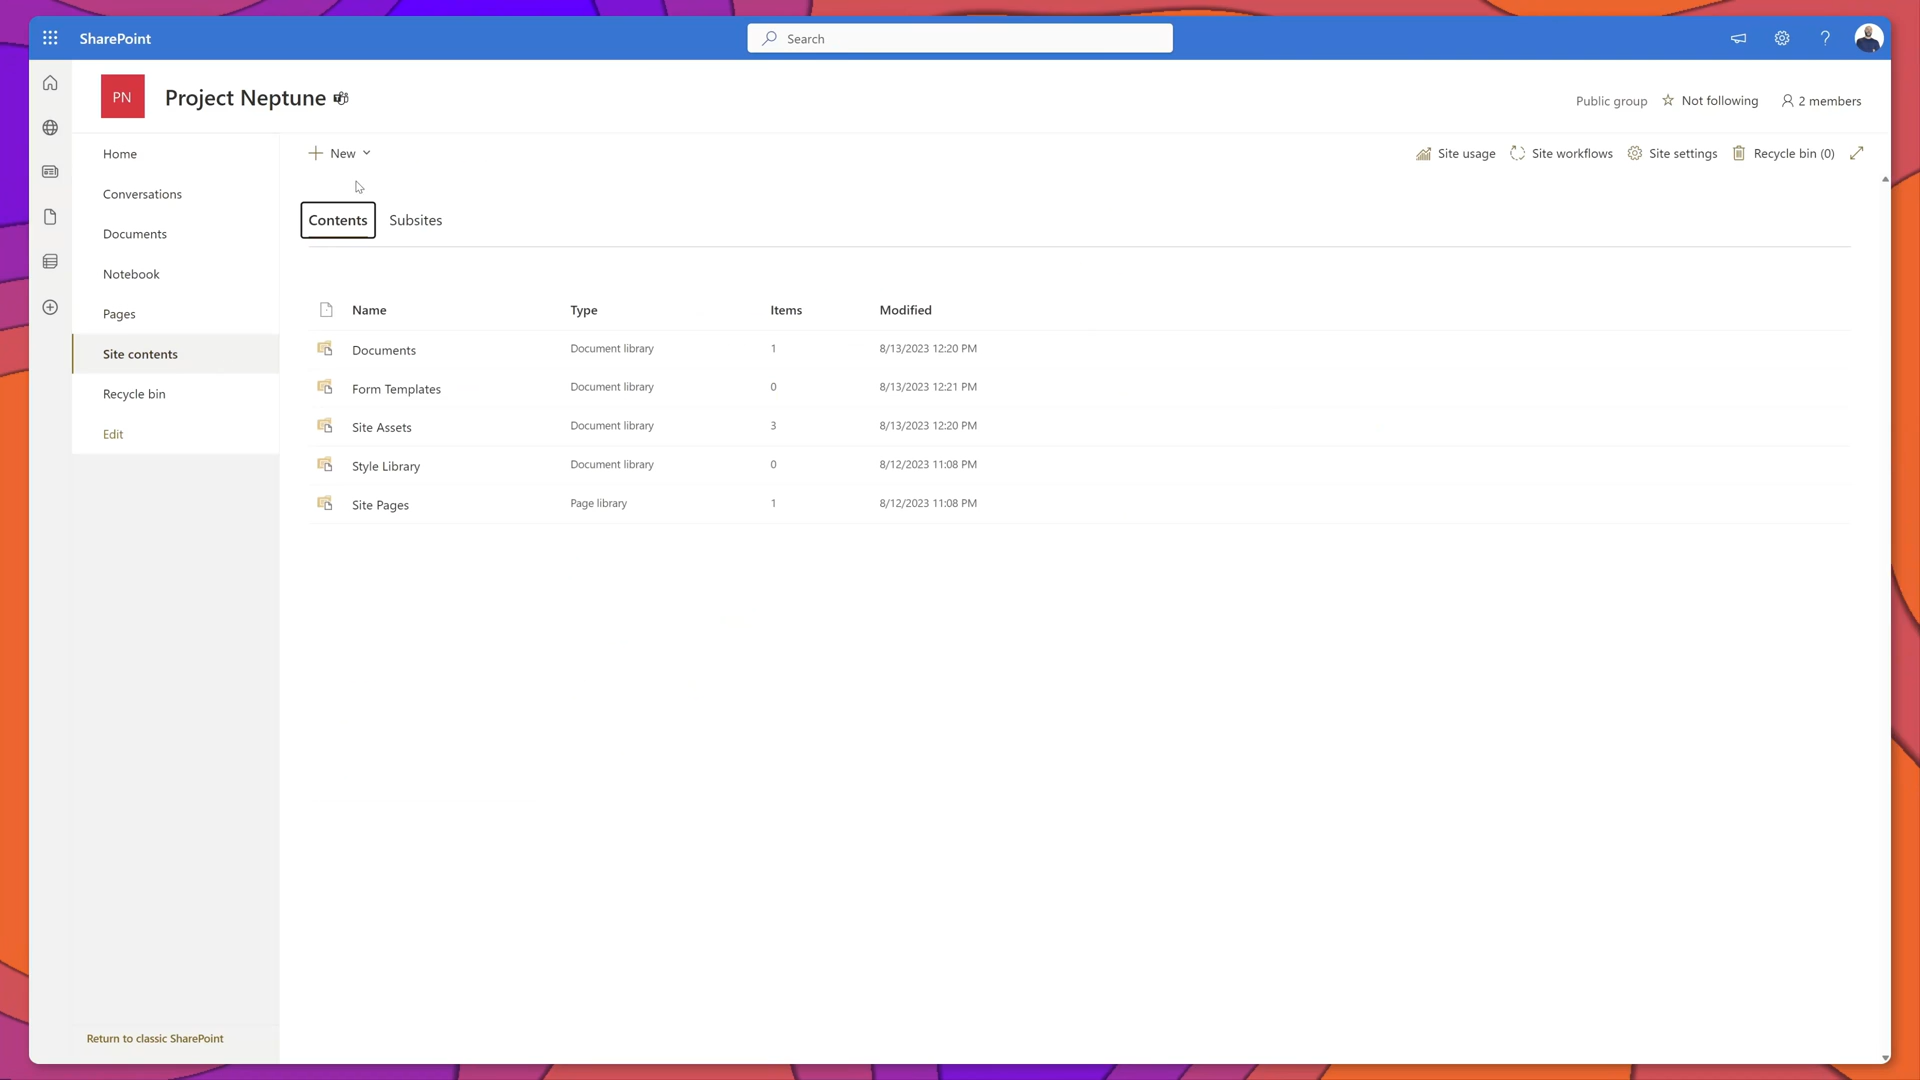 SharePoint
Search
PN
Project Neptune
Public group
Not following
2 members
Home
Conversations
Documents
Notebook
Pages
Site contents
Recycle bin
Edit
New
Site usage
Site workflows
Site settings
Recycle bin (0)
Contents
Subsites
Name Type Items Modified
Documents Document library 1 8/13/2023 12:20 PM
Form Templates Document library 0 8/13/2023 12:21 PM
Site Assets Document library 3 8/13/2023 12:20 PM
Style Library Document library 0 8/12/2023 11:08 PM
Site Pages Page library 1 8/12/2023 11:08 PM
Return to classic SharePoint